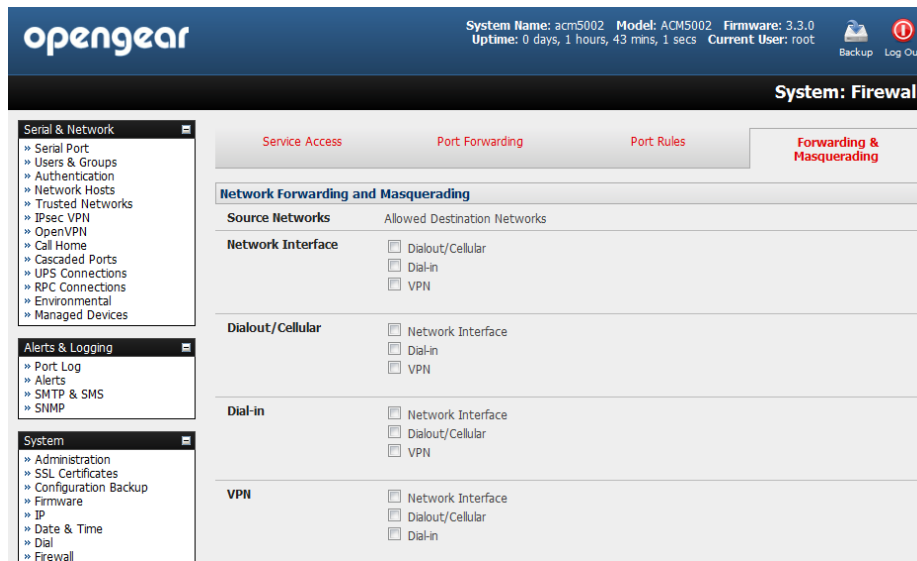 opengear
System Name: acm5002 Model: ACM5002 Firmware: 3.3.0
Uptime: 0 days, 1 hours, 43 mins, 1 secs Current User: root
Backup
Log Ou
System: Firewal
Serial & Network
» Serial Port
» Users & Groups
» Authentication
» Network Hosts
» Trusted Networks
» IPsec VPN
» OpenVPN
» Call Home
» Cascaded Ports
» UPS Connections
» RPC Connections
» Environmental
» Managed Devices
Alerts & Logging
» Port Log
» Alerts
» SMTP & SMS
» SNMP
System
» Administration
» SSL Certificates
» Configuration Backup
» Firmware
» IP
» Date & Time
» Dial
» Firewall
Service Access
Port Forwarding
Port Rules
Forwarding &
Masquerading
Network Forwarding and Masquerading
Source Networks Allowed Destination Networks
Network Interface Dialout/Cellular
Dial-in
VPN
Dialout/Cellular Network Interface
Dial-in
VPN
Dial-in Network Interface
Dialout/Cellular
VPN
VPN Network Interface
Dialout/Cellular
Dial-in